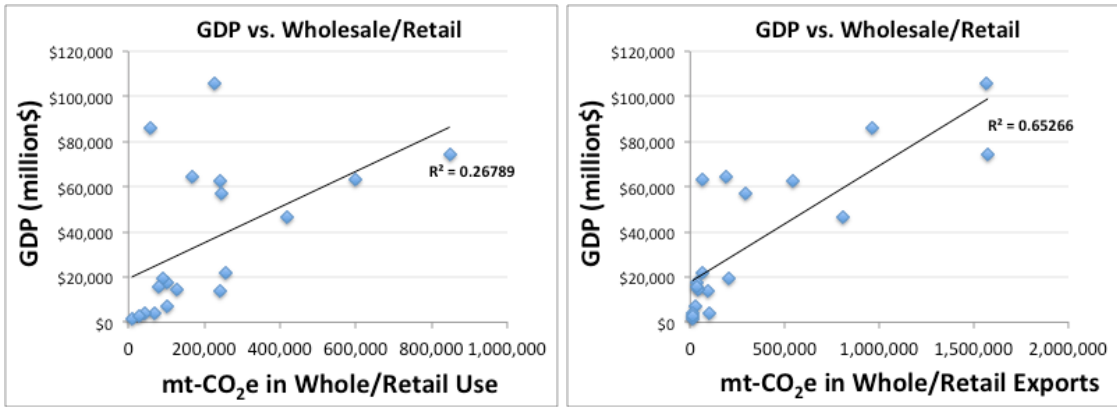 GDP vs. Wholesale/Retail
$120,000
$100,000
$80,000
$60,000
$40,000
$20,000
$0
GDP (million$)
R² = 0.26789
0 200,000 400,000 600,000 800,000 1,000,000
mt-CO₂e in Whole/Retail Use
GDP vs. Wholesale/Retail
$120,000
$100,000
$80,000
$60,000
$40,000
$20,000
$0
GDP (million$)
R² = 0.65266
0 500,000 1,000,000 1,500,000 2,000,000
mt-CO₂e in Whole/Retail Exports